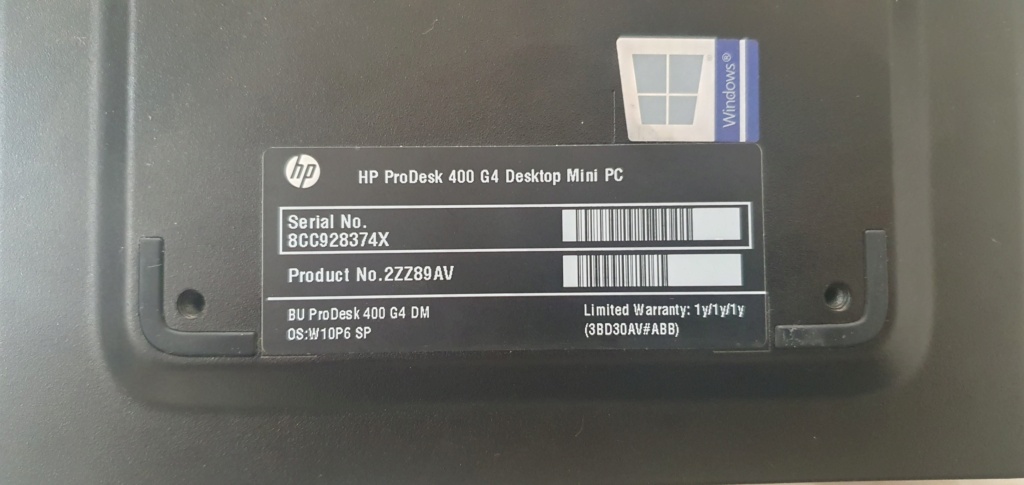 Windows®
hp
HP ProDesk 400 G4 Desktop Mini PC
Serial No.
8CC928374X
Product No.2ZZ89AV
BU ProDesk 400 G4 DM
OS:W10P6 SP
Limited Warranty: 1y/1y/1y
(3BD30AV#ABB)